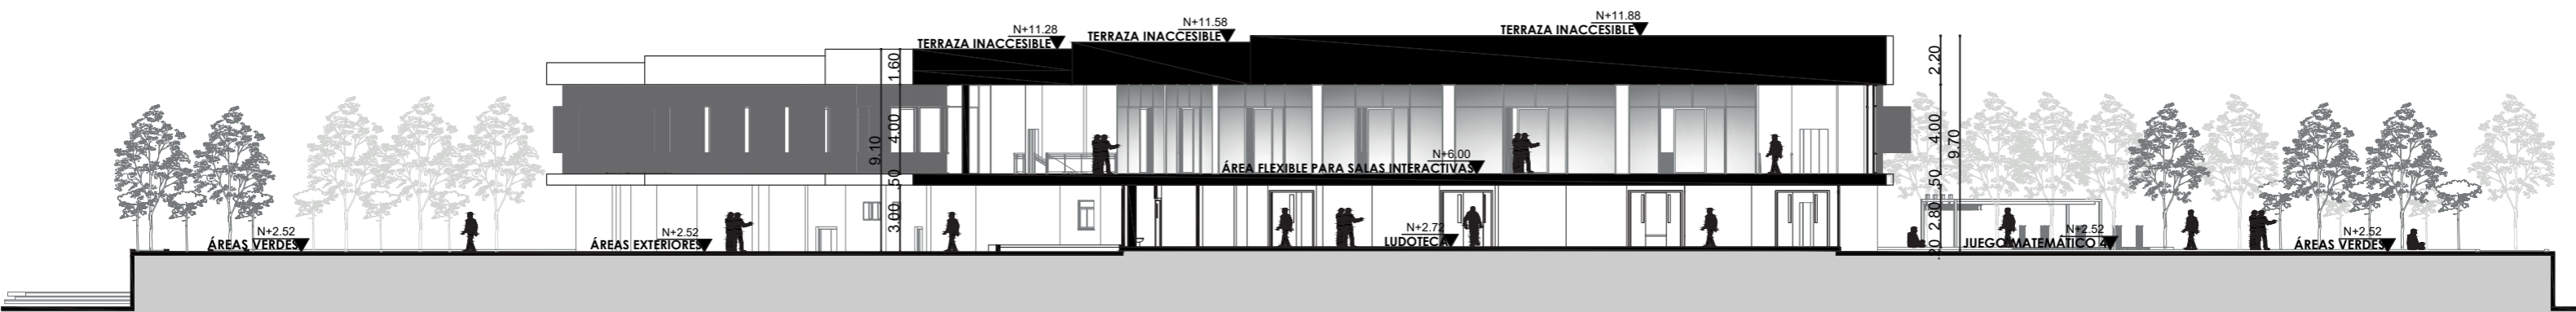 N+11.28
TERRAZA INACCESIBLE
N+11.58
TERRAZA INACCESIBLE
N+11.88
TERRAZA INACCESIBLE
1.60
4.00
9.10
.50
3.00
2.20
4.00
9.70
.50
2.80
.20
N+6.00
ÁREA FLEXIBLE PARA SALAS INTERACTIVAS
N+2.52
ÁREAS VERDES
N+2.52
ÁREAS EXTERIORES
N+2.72
LUDOTECA
N+2.52
JUEGO MATEMÁTICO 4
N+2.52
ÁREAS VERDES